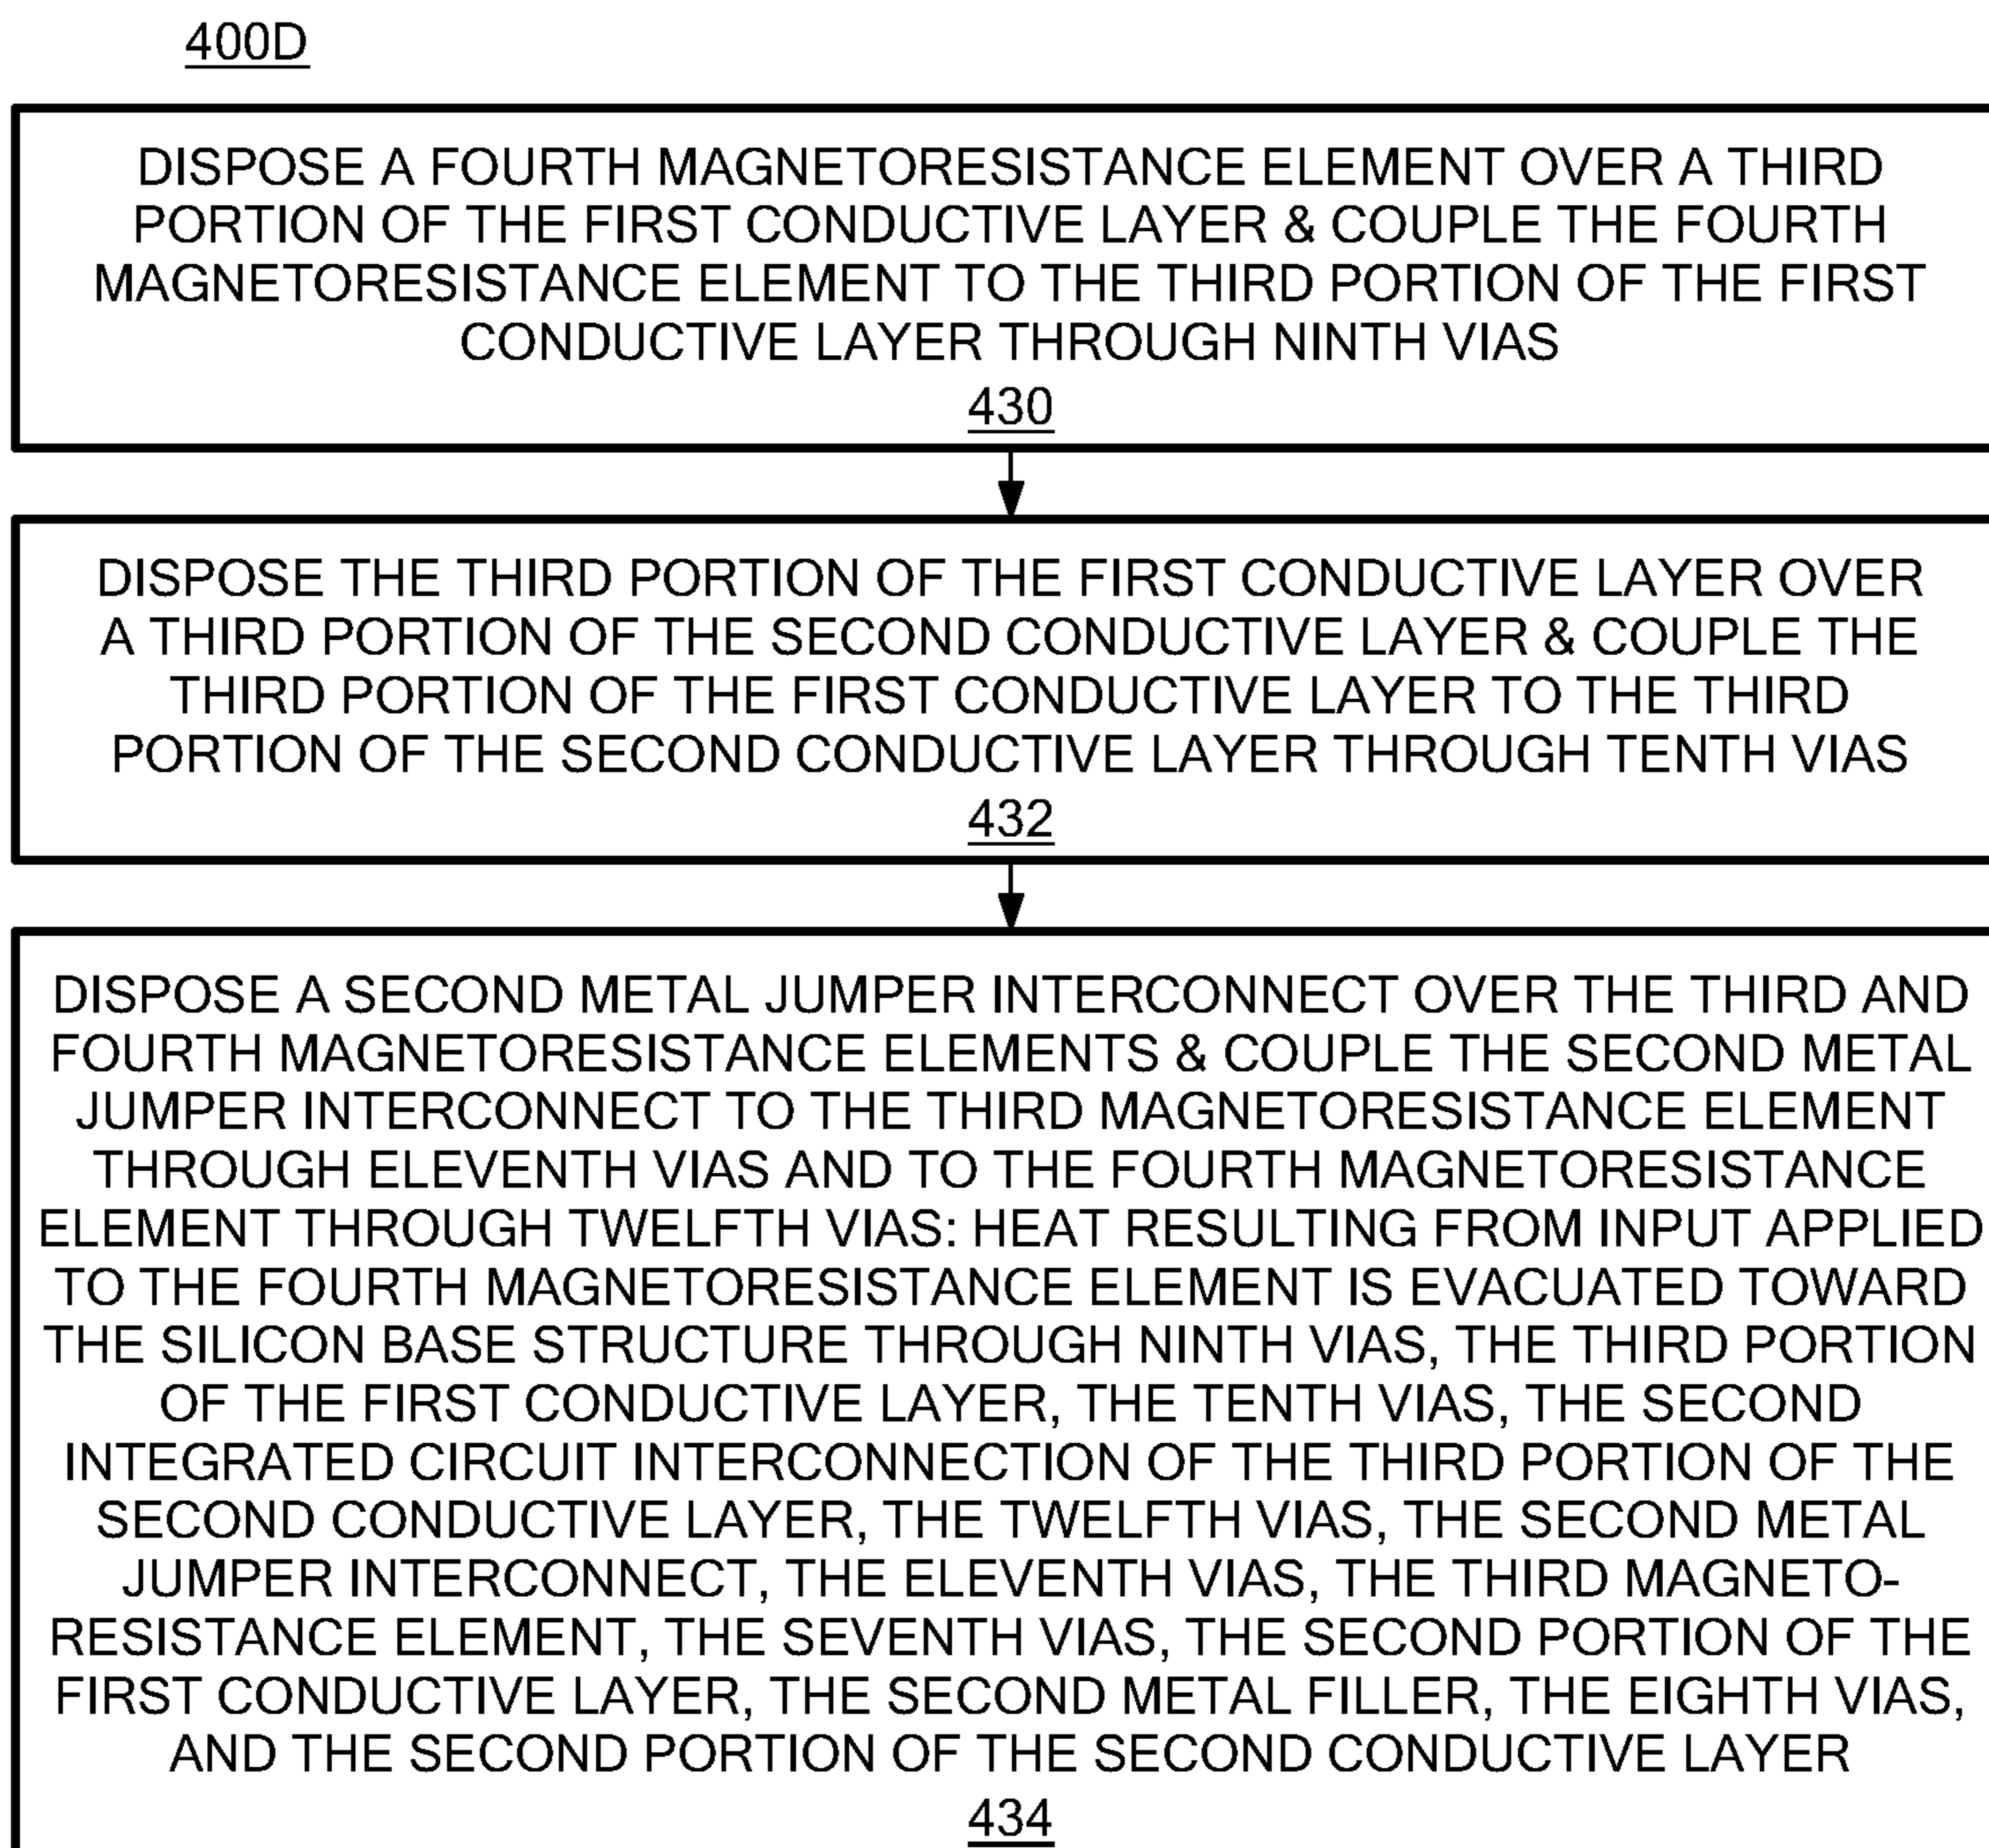 400D
DISPOSE A FOURTH MAGNETORESISTANCE ELEMENT OVER A THIRD
PORTION OF THE FIRST CONDUCTIVE LAYER & COUPLE THE FOURTH
MAGNETORESISTANCE ELEMENT TO THE THIRD PORTION OF THE FIRST
CONDUCTIVE LAYER THROUGH NINTH VIAS
430
DISPOSE THE THIRD PORTION OF THE FIRST CONDUCTIVE LAYER OVER
A THIRD PORTION OF THE SECOND CONDUCTIVE LAYER & COUPLE THE
THIRD PORTION OF THE FIRST CONDUCTIVE LAYER TO THE THIRD
PORTION OF THE SECOND CONDUCTIVE LAYER THROUGH TENTH VIAS
432
DISPOSE A SECOND METAL JUMPER INTERCONNECT OVER THE THIRD AND
FOURTH MAGNETORESISTANCE ELEMENTS & COUPLE THE SECOND METAL
JUMPER INTERCONNECT TO THE THIRD MAGNETORESISTANCE ELEMENT
THROUGH ELEVENTH VIAS AND TO THE FOURTH MAGNETORESISTANCE
ELEMENT THROUGH TWELFTH VIAS: HEAT RESULTING FROM INPUT APPLIED
TO THE FOURTH MAGNETORESISTANCE ELEMENT IS EVACUATED TOWARD
THE SILICON BASE STRUCTURE THROUGH NINTH VIAS, THE THIRD PORTION
OF THE FIRST CONDUCTIVE LAYER, THE TENTH VIAS, THE SECOND
INTEGRATED CIRCUIT INTERCONNECTION OF THE THIRD PORTION OF THE
SECOND CONDUCTIVE LAYER, THE TWELFTH VIAS, THE SECOND METAL
JUMPER INTERCONNECT, THE ELEVENTH VIAS, THE THIRD MAGNETO-
RESISTANCE ELEMENT, THE SEVENTH VIAS, THE SECOND PORTION OF THE
FIRST CONDUCTIVE LAYER, THE SECOND METAL FILLER, THE EIGHTH VIAS,
AND THE SECOND PORTION OF THE SECOND CONDUCTIVE LAYER
434